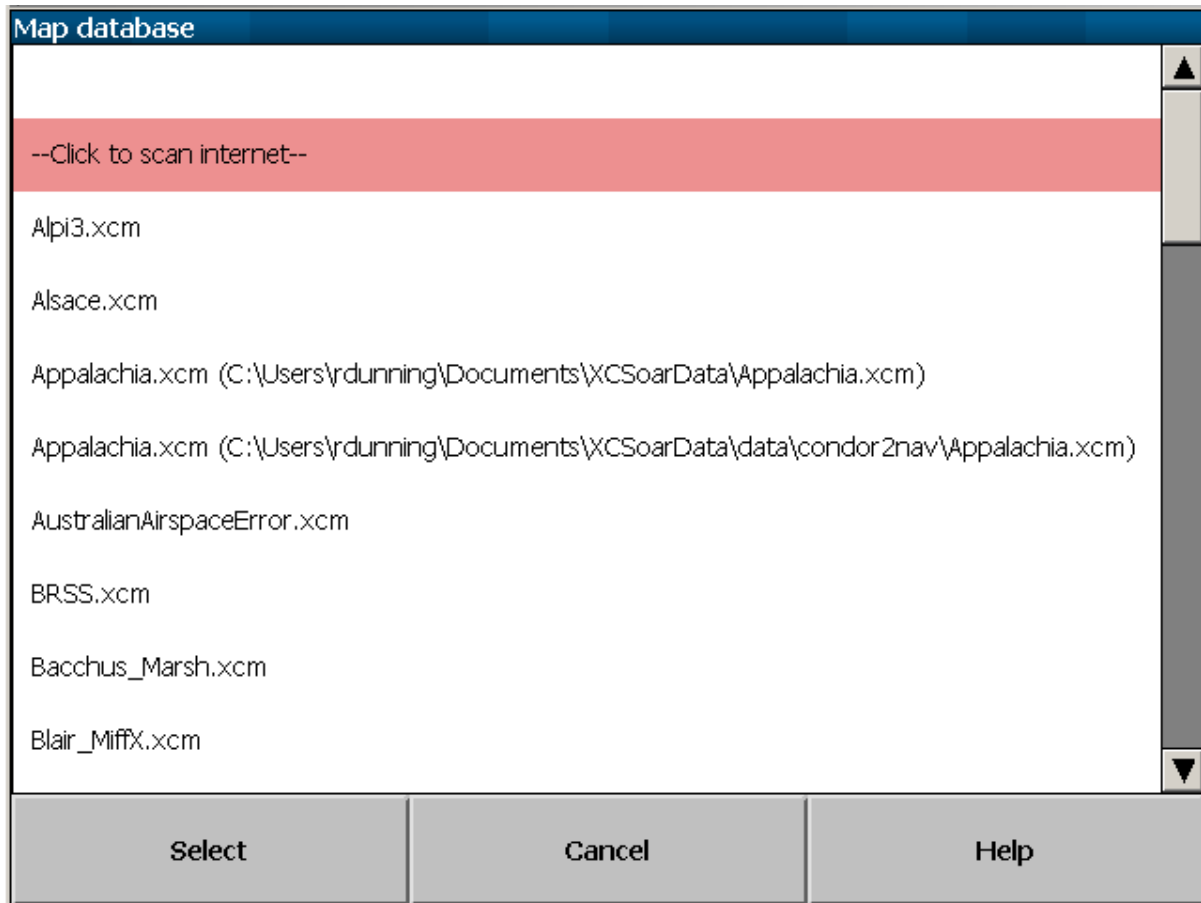 Map database
--Click to scan internet--
Alpi3.xcm
Alsace.xcm
Appalachia.xcm (C:\Users\rdunning\Documents\XCSoarData\Appalachia.xcm)
Appalachia.xcm (C:\Users\rdunning\Documents\XCSoarData\data\condor2nav\Appalachia.xcm)
AustralianAirspaceError.xcm
BRSS.xcm
Bacchus_Marsh.xcm
Blair_MiffX.xcm
Select Cancel Help